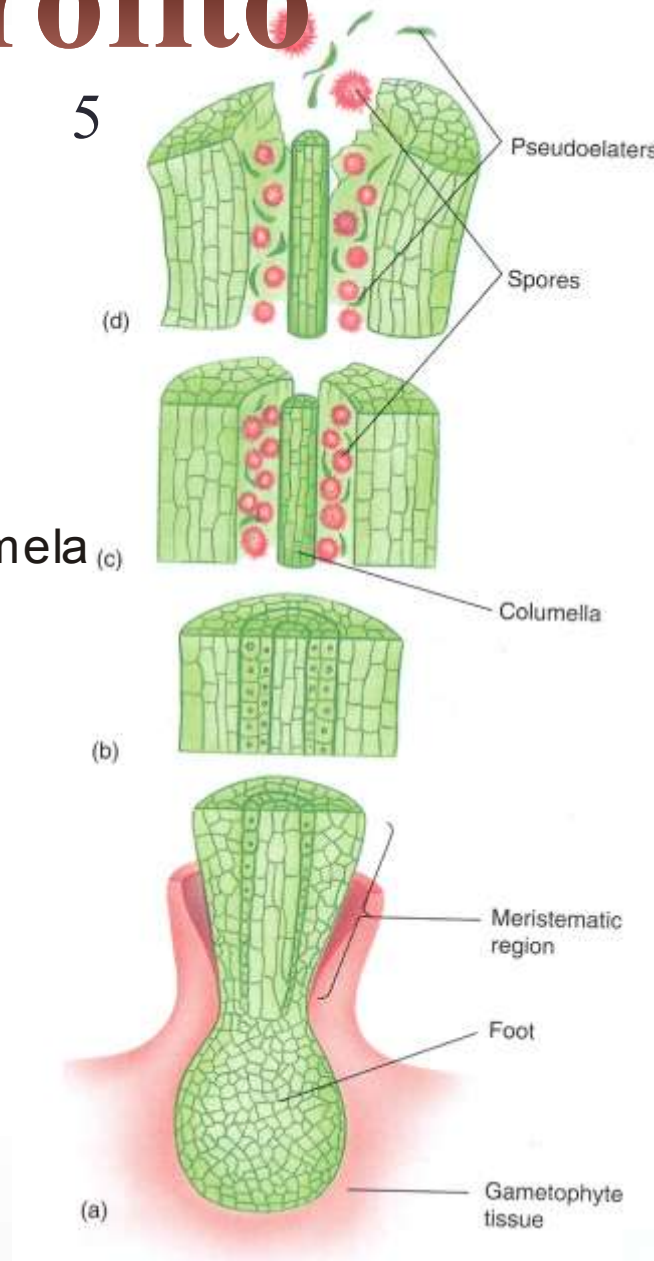 5
Pseudoelaters
Spores
(d)
mela (c)
Columella
(b)
Meristematic
region
Foot
Gametophyte
tissue
(a)